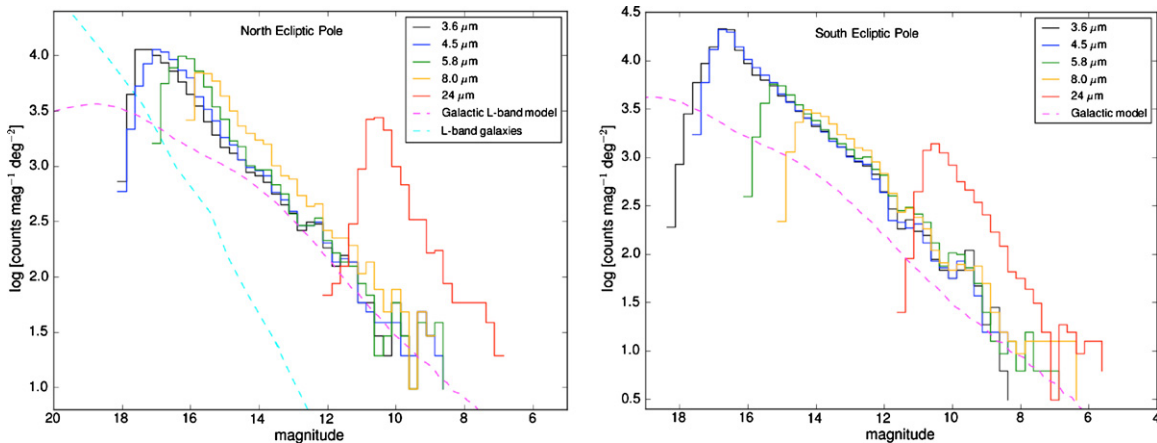 North Ecliptic Pole
3.6 μm
4.5 μm
5.8 μm
8.0 μm
24 μm
Galactic L-band model
L-band galaxies
log [counts mag⁻¹ deg⁻²]
4.0
3.5
3.0
2.5
2.0
1.5
1.0
20 18 16 14 12 10 8 6
magnitude
South Ecliptic Pole
3.6 μm
4.5 μm
5.8 μm
8.0 μm
24 μm
Galactic model
log [counts mag⁻¹ deg⁻²]
4.5
4.0
3.5
3.0
2.5
2.0
1.5
1.0
0.5
18 16 14 12 10 8 6 4
magnitude